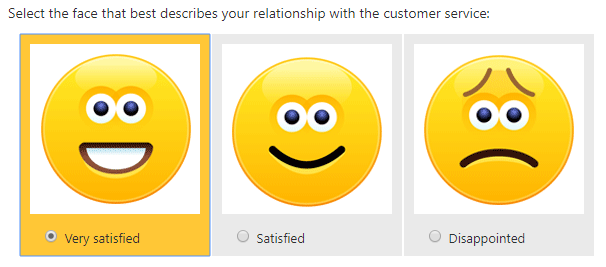 Select the face that best describes your relationship with the customer service:
Very satisfied
Satisfied
Disappointed